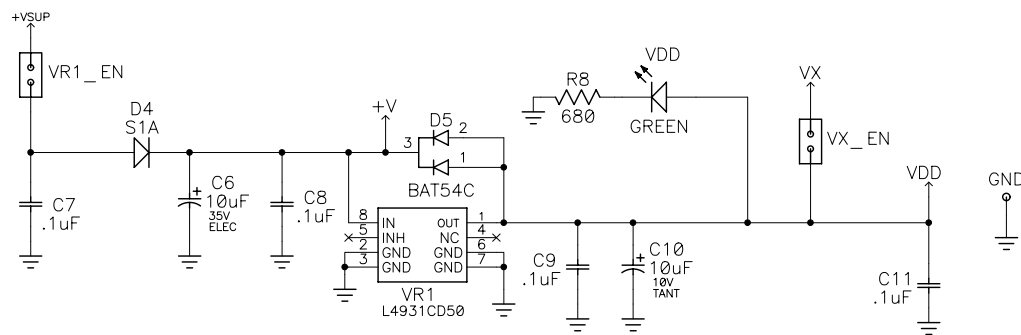 +VSUP
VR1_EN
D4
S1A
C7
.1uF
C6
+
10uF
35V
ELEC
C8
.1uF
+V
D5
3
2
1
BAT54C
8
IN
OUT
1
5
INH
NC
4
2
GND
GND
6
3
GND
GND
7
VR1
L4931CD50
R8
680
VDD
GREEN
C9
.1uF
C10
+
10uF
10V
TANT
VX
VX_EN
VDD
C11
.1uF
GND